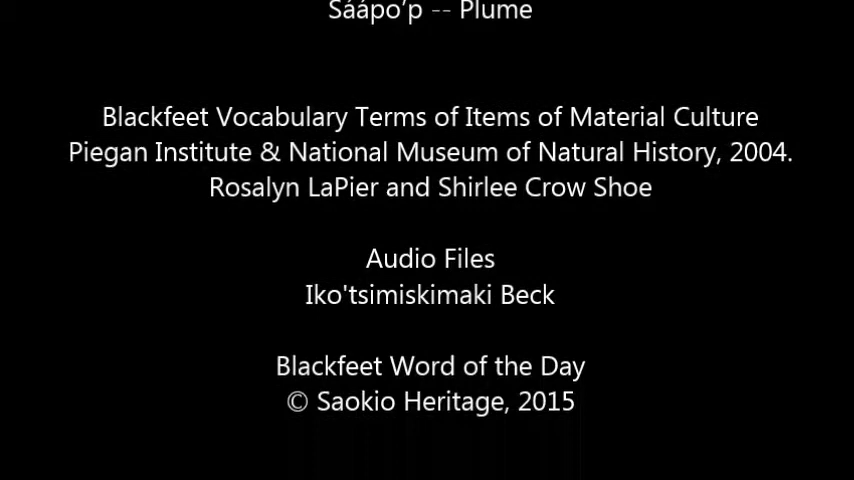 Sáápo’p -- Plume
Blackfeet Vocabulary Terms of Items of Material Culture
Piegan Institute & National Museum of Natural History, 2004.
Rosalyn LaPier and Shirlee Crow Shoe
Audio Files
Iko'tsimiskimaki Beck
Blackfeet Word of the Day
© Saokio Heritage, 2015